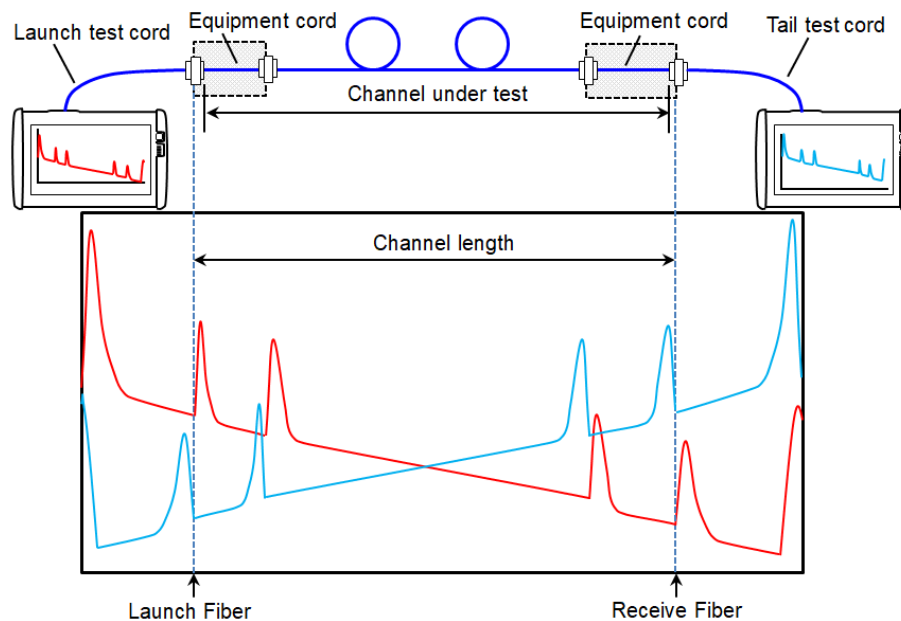 Launch test cord
Equipment cord
Equipment cord
Tail test cord
Channel under test
Channel length
Launch Fiber
Receive Fiber